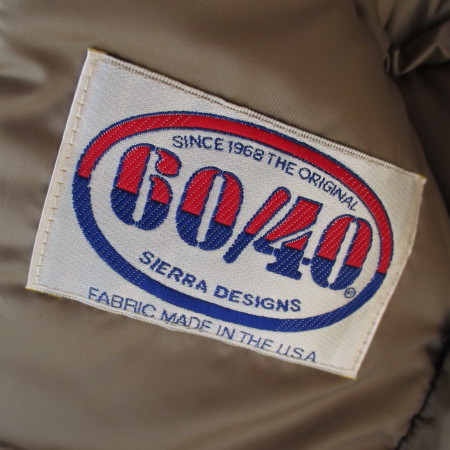 SINCE 1968 THE ORIGINAL
60/40
®
SIERRA DESIGNS
FABRIC MADE IN THE U.S.A